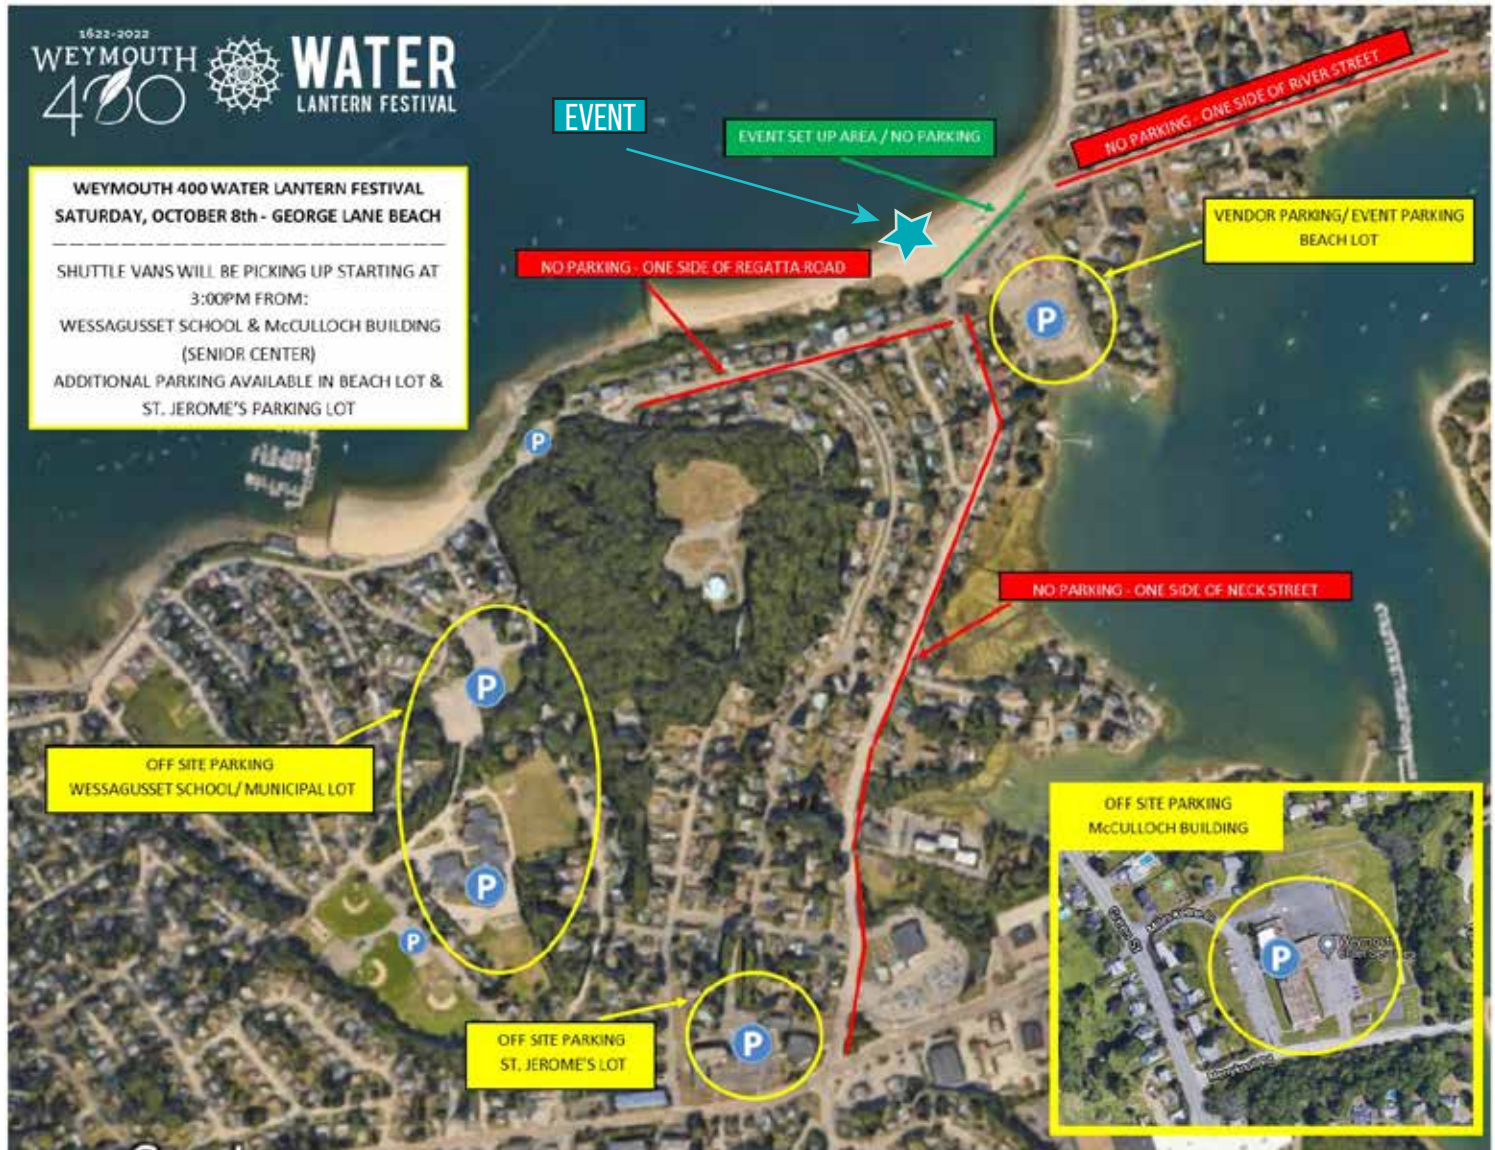 1622-2022
WEYMOUTH
400
WATER
LANTERN FESTIVAL
EVENT
EVENT SET UP AREA / NO PARKING
NO PARKING - ONE SIDE OF RIVER STREET
WEYMOUTH 400 WATER LANTERN FESTIVAL
SATURDAY, OCTOBER 8th - GEORGE LANE BEACH
SHUTTLE VANS WILL BE PICKING UP STARTING AT
3:00PM FROM:
WESSAGUSSET SCHOOL & McCULLOCH BUILDING
(SENIOR CENTER)
ADDITIONAL PARKING AVAILABLE IN BEACH LOT &
ST. JEROME'S PARKING LOT
VENDOR PARKING/ EVENT PARKING
BEACH LOT
NO PARKING - ONE SIDE OF REGATTA ROAD
P
P
NO PARKING - ONE SIDE OF NECK STREET
P
OFF SITE PARKING
WESSAGUSSET SCHOOL/ MUNICIPAL LOT
P
P
OFF SITE PARKING
ST. JEROME'S LOT
P
OFF SITE PARKING
McCULLOCH BUILDING
P